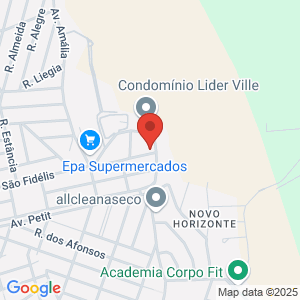 R. Almeida
R. Alegre
Av. Amália
R. Liegia
Condomínio Lider Ville
R. Estância
Epa Supermercados
São Fidélis
allcleanaseco
Av. Petit
NOVO
HORIZONTE
R. dos Afonsos
Academia Corpo Fit
Google
Map data ©2025